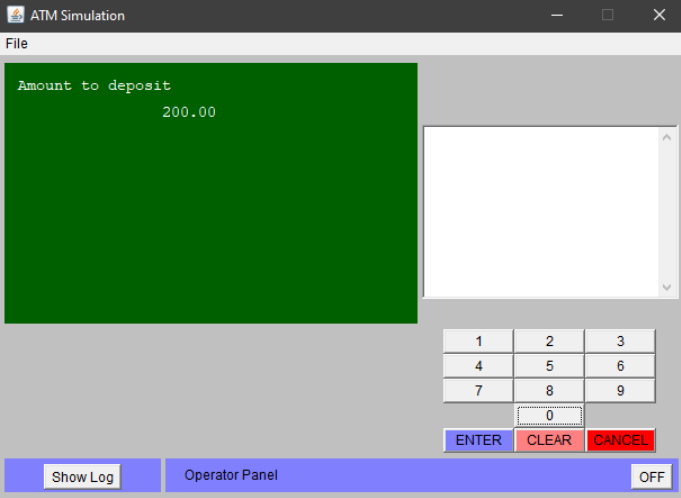 ATM Simulation
File
Amount to deposit
200.00
1 2 3
4 5 6
7 8 9
0
ENTER CLEAR CANCEL
Show Log Operator Panel OFF